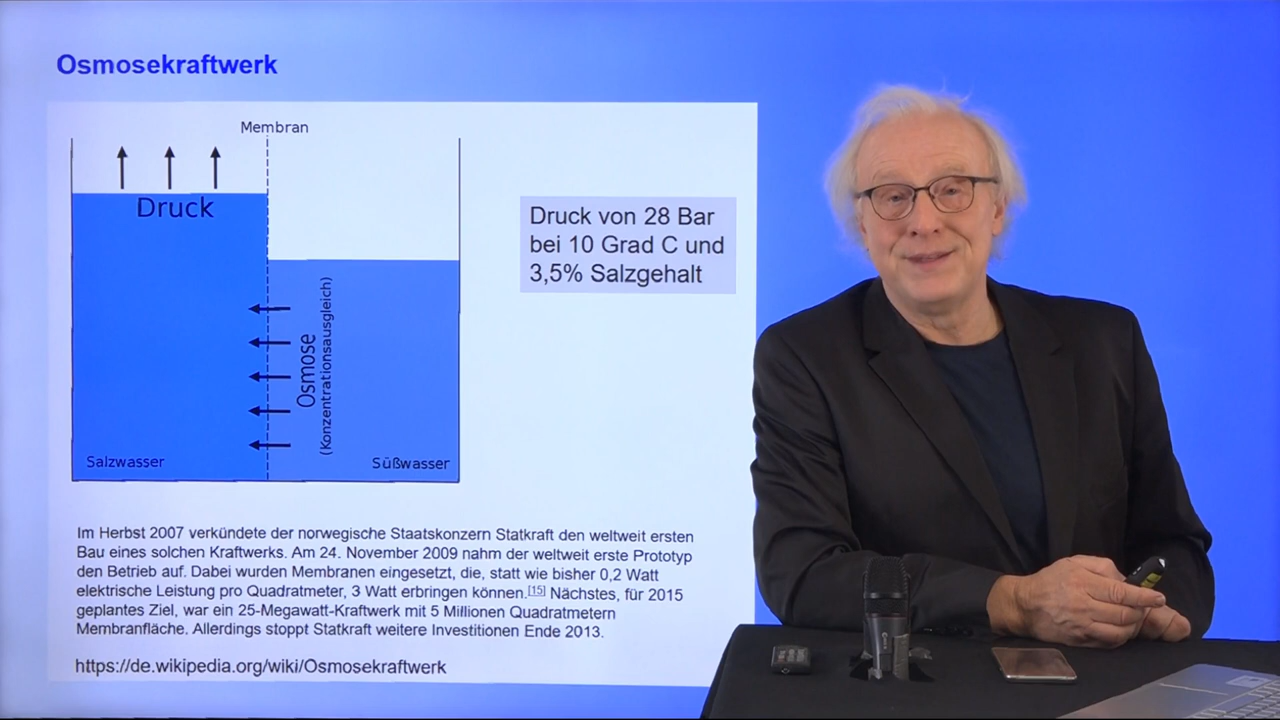 Osmosekraftwerk
Membran
Druck
Osmose
(Konzentrationsausgleich)
Salzwasser
Süßwasser
Druck von 28 Bar
bei 10 Grad C und
3,5% Salzgehalt
Im Herbst 2007 verkündete der norwegische Staatskonzern Statkraft den weltweit ersten
Bau eines solchen Kraftwerks. Am 24. November 2009 nahm der weltweit erste Prototyp
den Betrieb auf. Dabei wurden Membranen eingesetzt, die, statt wie bisher 0,2 Watt
elektrische Leistung pro Quadratmeter, 3 Watt erbringen können.[15] Nächstes, für 2015
geplantes Ziel, war ein 25-Megawatt-Kraftwerk mit 5 Millionen Quadratmetern
Membranfläche. Allerdings stoppt Statkraft weitere Investitionen Ende 2013.
https://de.wikipedia.org/wiki/Osmosekraftwerk